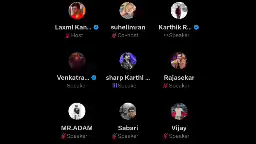 Laxmi Kan... suhelimran Karthik R...
Host Co-host Speaker
Venkatra... sharp Karthi ... Rajasekar
Speaker Speaker Speaker
MR.ADAM Sabari Vijay
Speaker Speaker Speaker